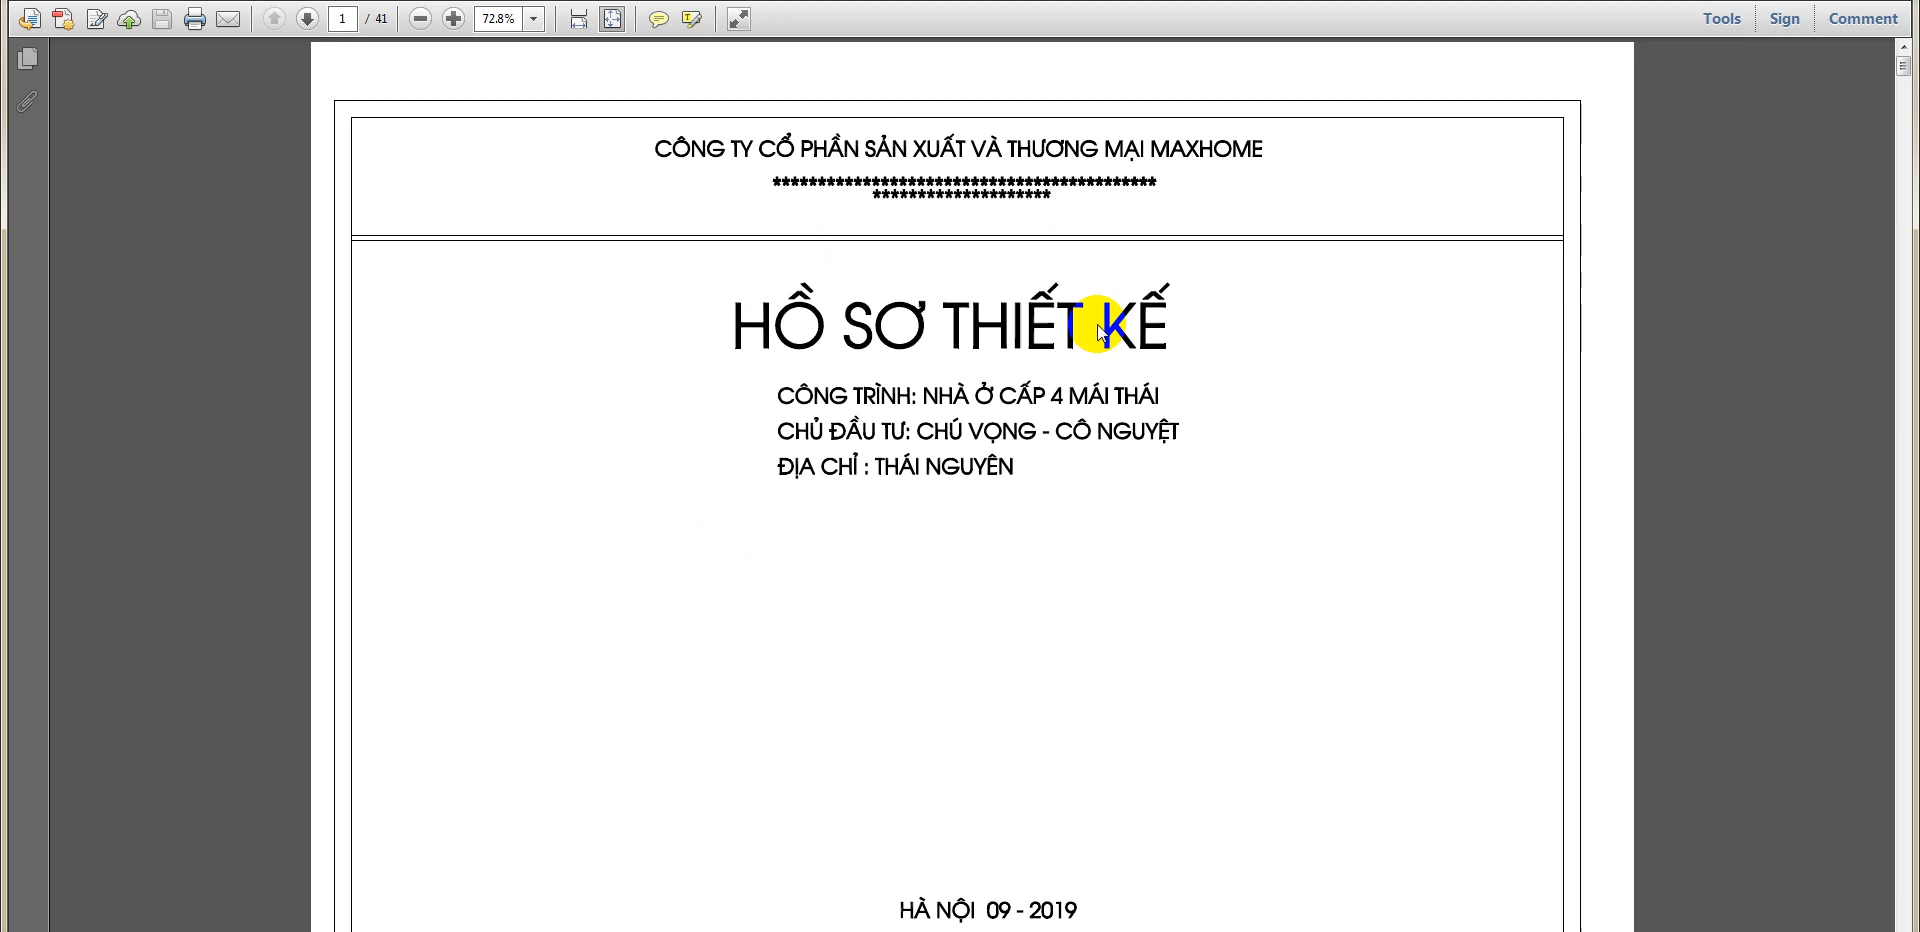 1 / 41 72.8% Tools Sign Comment
CÔNG TY CỔ PHẦN SẢN XUẤT VÀ THƯƠNG MẠI MAXHOME
*******************************************
********************
HỒ SƠ THIẾT KẾ
CÔNG TRÌNH: NHÀ Ở CẤP 4 MÁI THÁI
CHỦ ĐẦU TƯ: CHÚ VỌNG - CÔ NGUYỆT
ĐỊA CHỈ : THÁI NGUYÊN
HÀ NỘI 09 - 2019